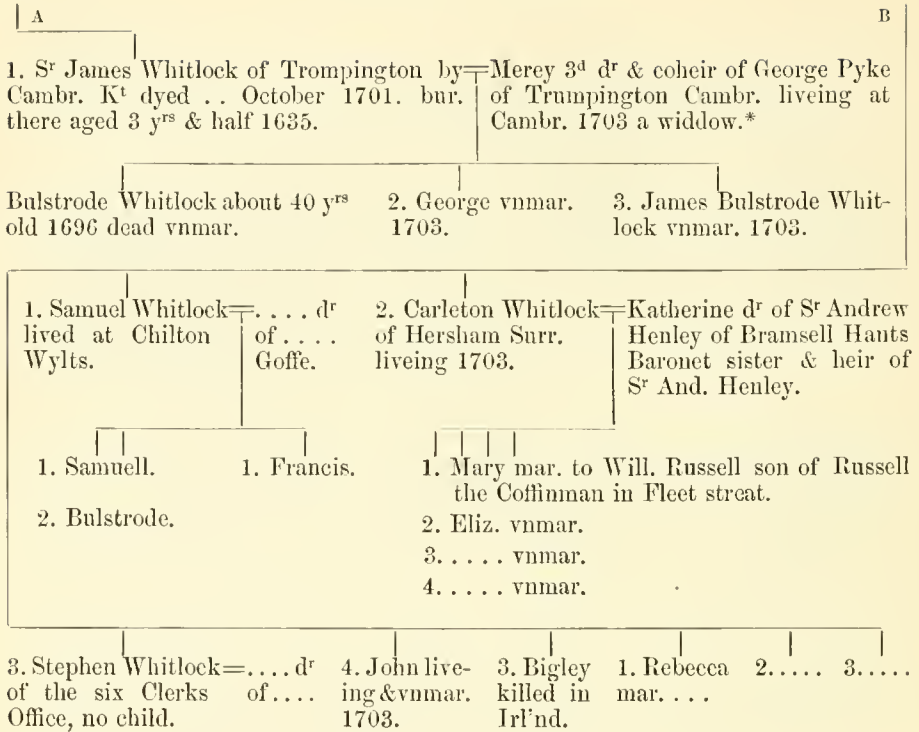 A B
1. Sʳ James Whitlock of Trompington by=Mercy 3ᵈ dʳ & coheir of George Pyke
Cambr. Kᵗ dyed . . October 1701. bur. of Trumpington Cambr. liveing at
there aged 3 yʳˢ & half 1635. Cambr. 1703 a widdow.*
Bulstrode Whitlock about 40 yʳˢ 2. George vnmar. 3. James Bulstrode Whit-
old 1696 dead vnmar. 1703. lock vnmar. 1703.
1. Samuel Whitlock=. . . . dʳ 2. Carleton Whitlock=Katherine dʳ of Sʳ Andrew
lived at Chilton of . . . . of Hersham Surr. Henley of Bramsell Hants
Wylts. Goffe. liveing 1703. Baronet sister & heir of
Sʳ And. Henley.
1. Samuell. 1. Francis. 1. Mary mar. to Will. Russell son of Russell
the Coffinman in Fleet streat.
2. Bulstrode. 2. Eliz. vnmar.
3. . . . . vnmar.
4. . . . . vnmar.
3. Stephen Whitlock=. . . . dʳ 4. John live- 3. Bigley 1. Rebecca 2. . . . . 3. . . . .
of the six Clerks of . . . . ing & vnmar. killed in mar. . . .
Office, no child. 1703. Irl'nd.